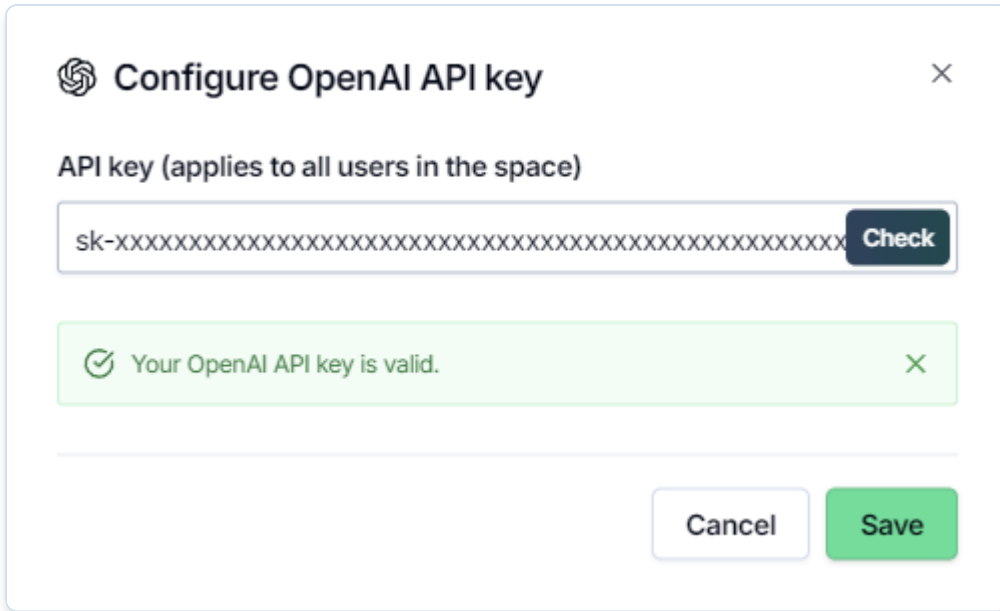 Configure OpenAI API key
API key (applies to all users in the space)
sk-xxxxxxxxxxxxxxxxxxxxxxxxxxxxxxxxxxxxxxxxxxxxxxxxxx
Check
Your OpenAI API key is valid.
Cancel
Save